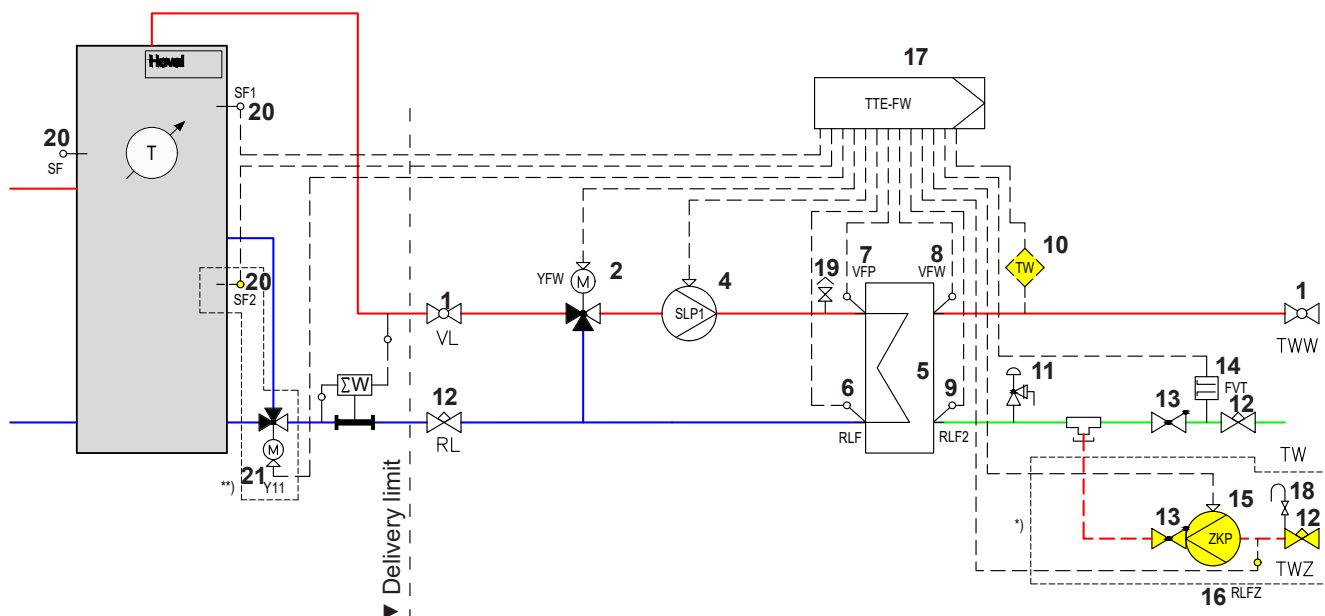 Hoval
17
TTE-FW
SF1
20
20
SF
T
20
SF2
10
TW
YFW
M
2
4
SLP1
19
7
VFP
8
VFW
1
VL
1
TWW
ΣW
12
RL
5
6
RLF
9
RLF2
11
13
14
FVT
12
TW
M
21
Y11
**)
▼ Delivery limit
*)
13
15
ZKP
18
12
TWZ
16
RLFZ